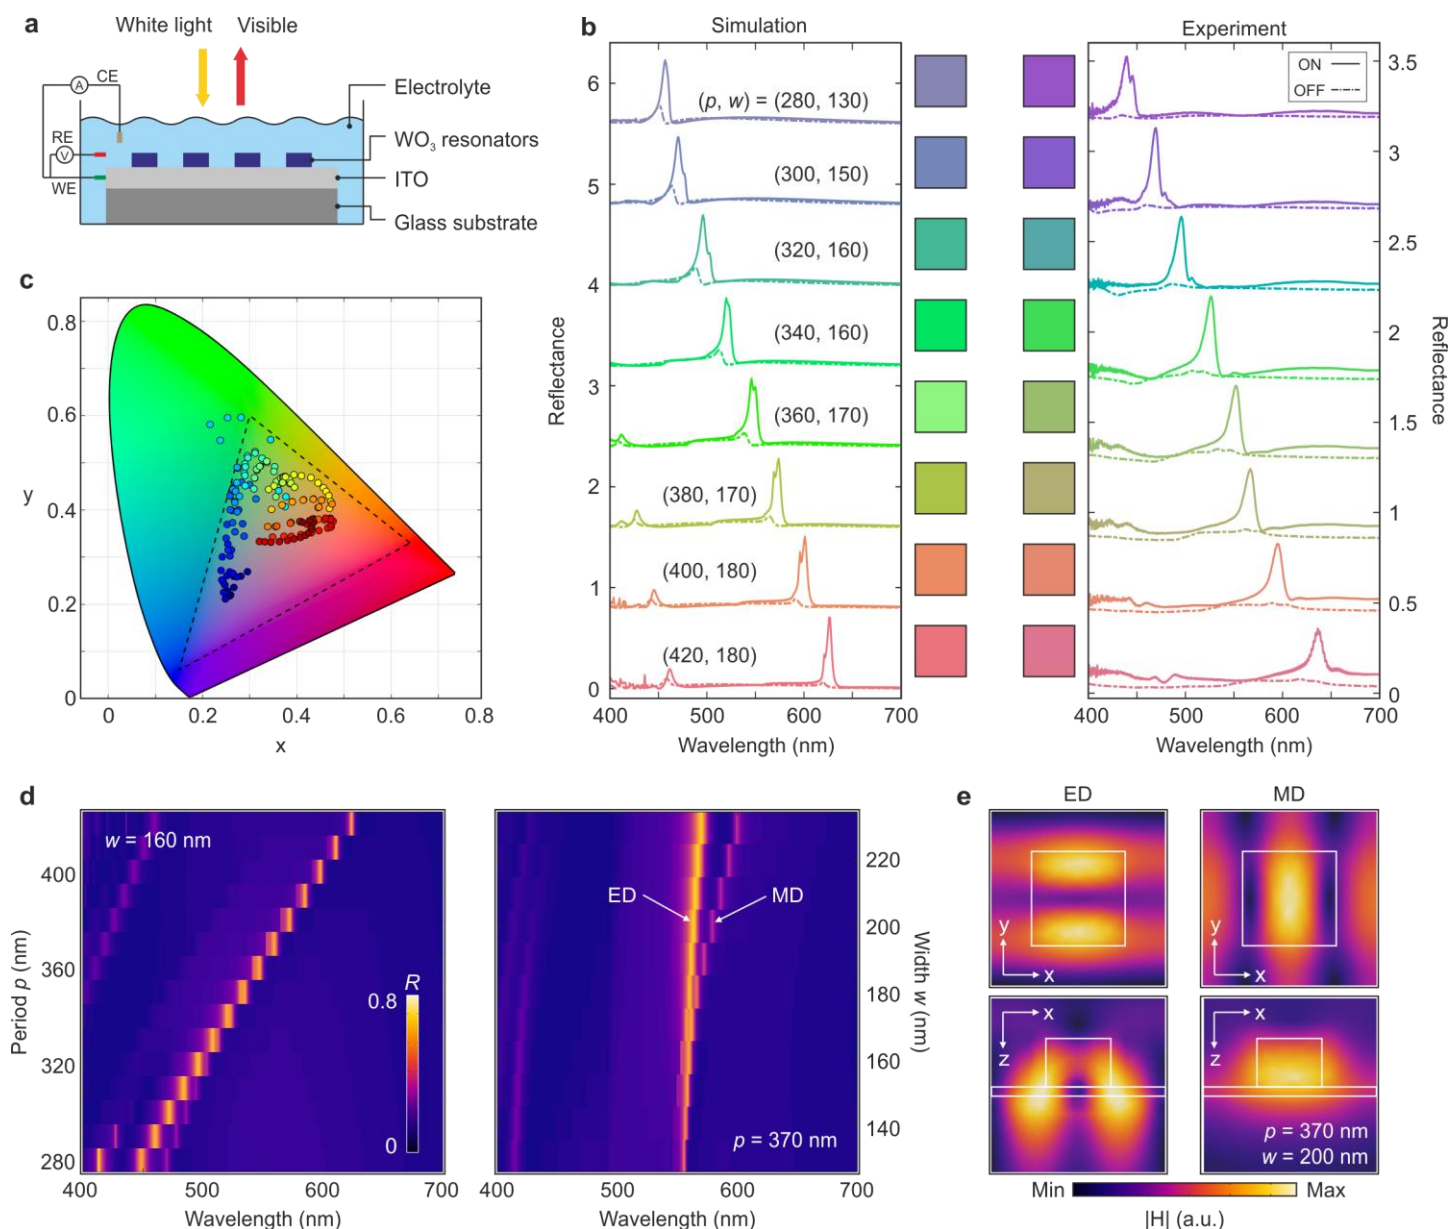 a
White light
Visible
CE
A
RE
V
WE
Electrolyte
WO₃ resonators
ITO
Glass substrate
b
Simulation
Experiment
6
5
4
3
2
1
0
Reflectance
(p, w) = (280, 130)
(300, 150)
(320, 160)
(340, 160)
(360, 170)
(380, 170)
(400, 180)
(420, 180)
400
500
600
700
Wavelength (nm)
ON
OFF
3.5
3
2.5
2
1.5
1
0.5
0
Reflectance
400
500
600
700
Wavelength (nm)
c
0.8
0.6
y
0.4
0.2
0
0
0.2
0.4
0.6
0.8
x
d
w = 160 nm
400
360
320
280
Period p (nm)
R
0.8
0
400
500
600
700
Wavelength (nm)
ED
MD
p = 370 nm
220
200
180
160
140
Width w (nm)
400
500
600
700
Wavelength (nm)
e
ED
MD
y
x
y
x
x
z
x
z
p = 370 nm
w = 200 nm
Min
Max
|H| (a.u.)